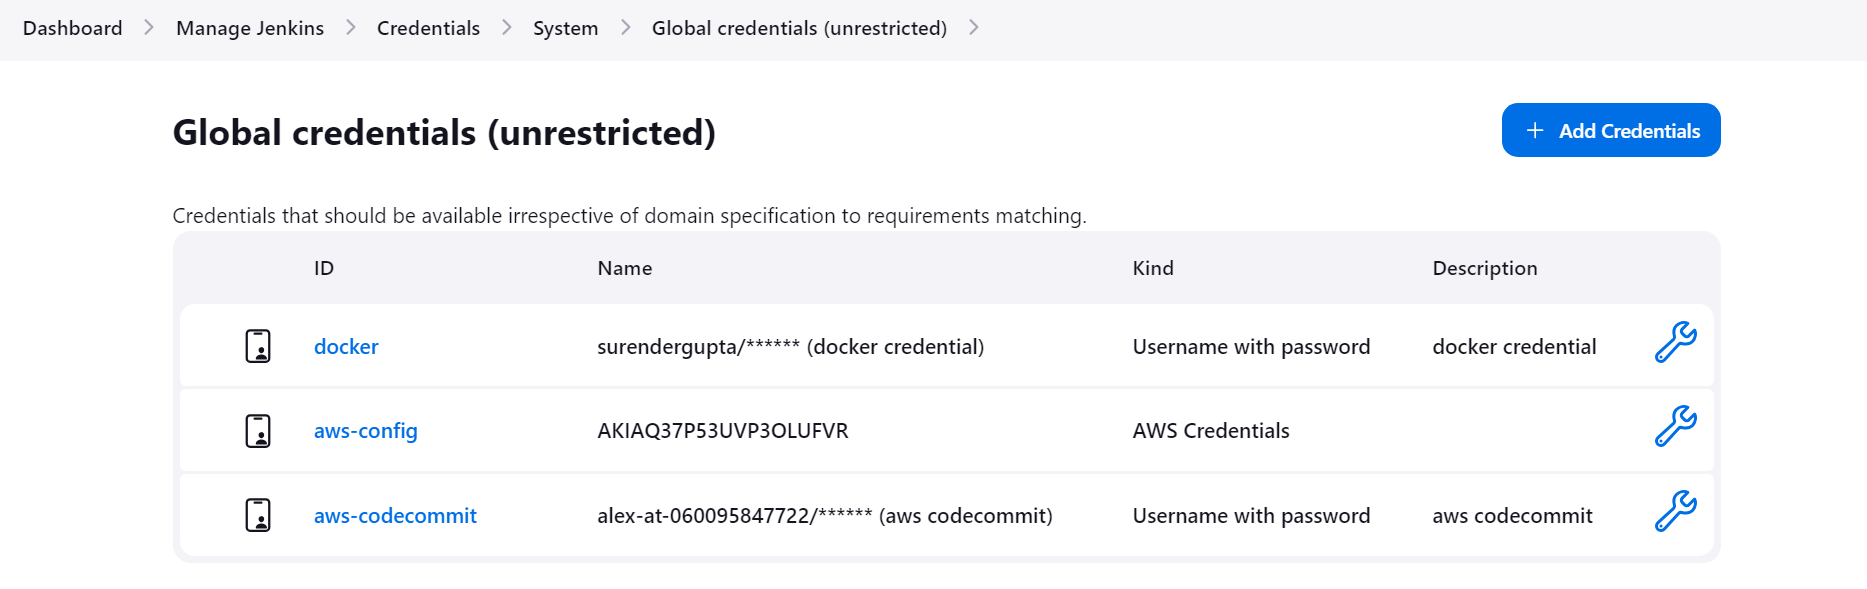 Dashboard > Manage Jenkins > Credentials > System > Global credentials (unrestricted) >
Global credentials (unrestricted)
+ Add Credentials
Credentials that should be available irrespective of domain specification to requirements matching.
ID Name Kind Description
docker surendergupta/****** (docker credential) Username with password docker credential
aws-config AKIAQ37P53UVP3OLUFVR AWS Credentials
aws-codecommit alex-at-060095847722/****** (aws codecommit) Username with password aws codecommit